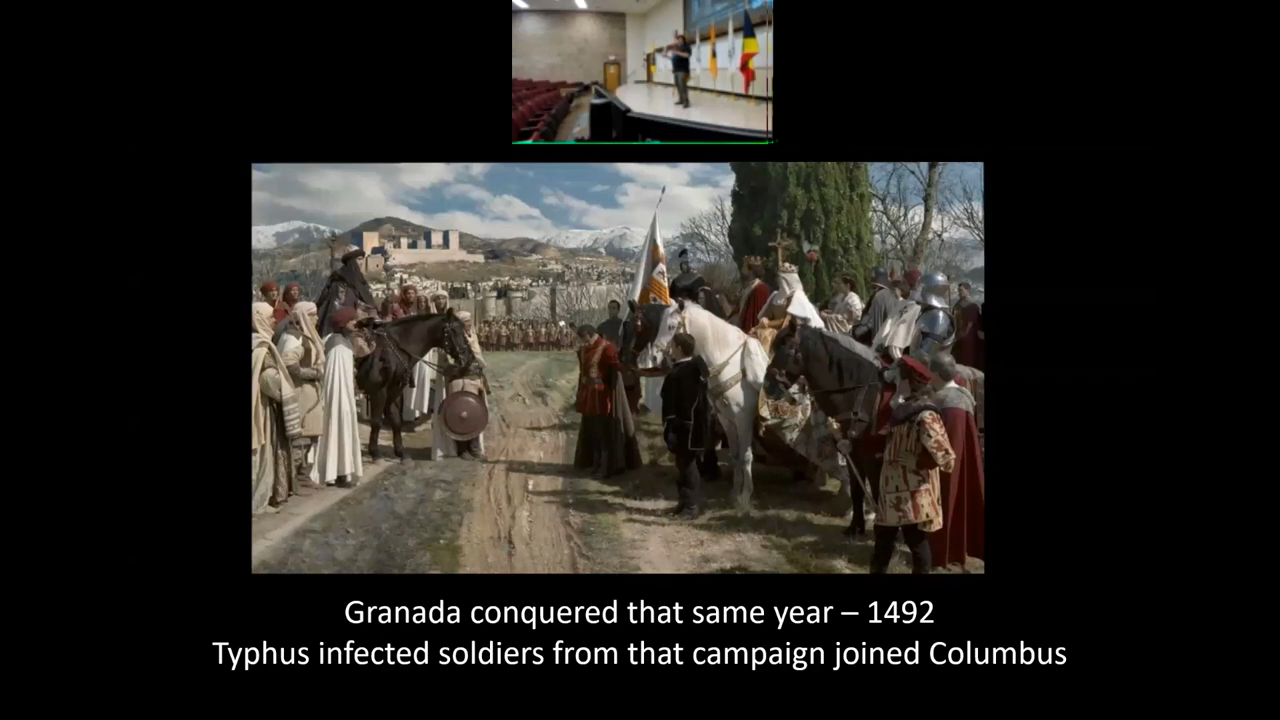 Granada conquered that same year – 1492
Typhus infected soldiers from that campaign joined Columbus